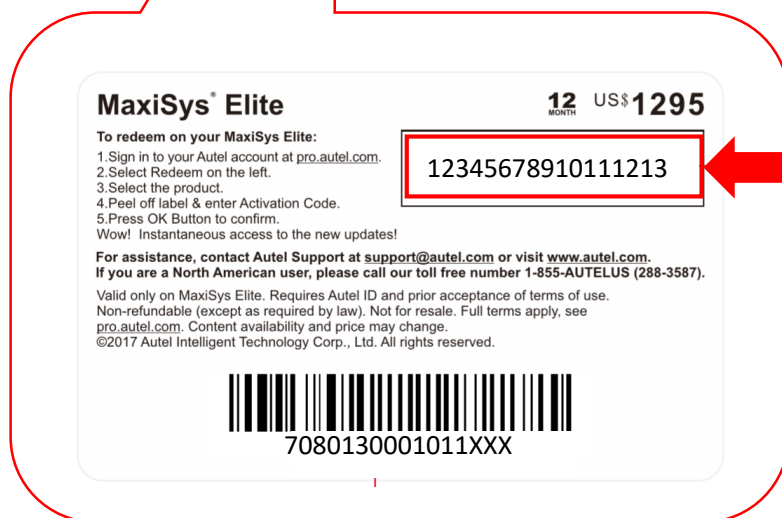 MaxiSys® Elite
12 MONTH US$1295
To redeem on your MaxiSys Elite:
1.Sign in to your Autel account at pro.autel.com.
2.Select Redeem on the left.
3.Select the product.
4.Peel off label & enter Activation Code.
5.Press OK Button to confirm.
Wow! Instantaneous access to the new updates!
12345678910111213
For assistance, contact Autel Support at support@autel.com or visit www.autel.com.
If you are a North American user, please call our toll free number 1-855-AUTELUS (288-3587).
Valid only on MaxiSys Elite. Requires Autel ID and prior acceptance of terms of use.
Non-refundable (except as required by law). Not for resale. Full terms apply, see
pro.autel.com. Content availability and price may change.
©2017 Autel Intelligent Technology Corp., Ltd. All rights reserved.
7080130001011XXX